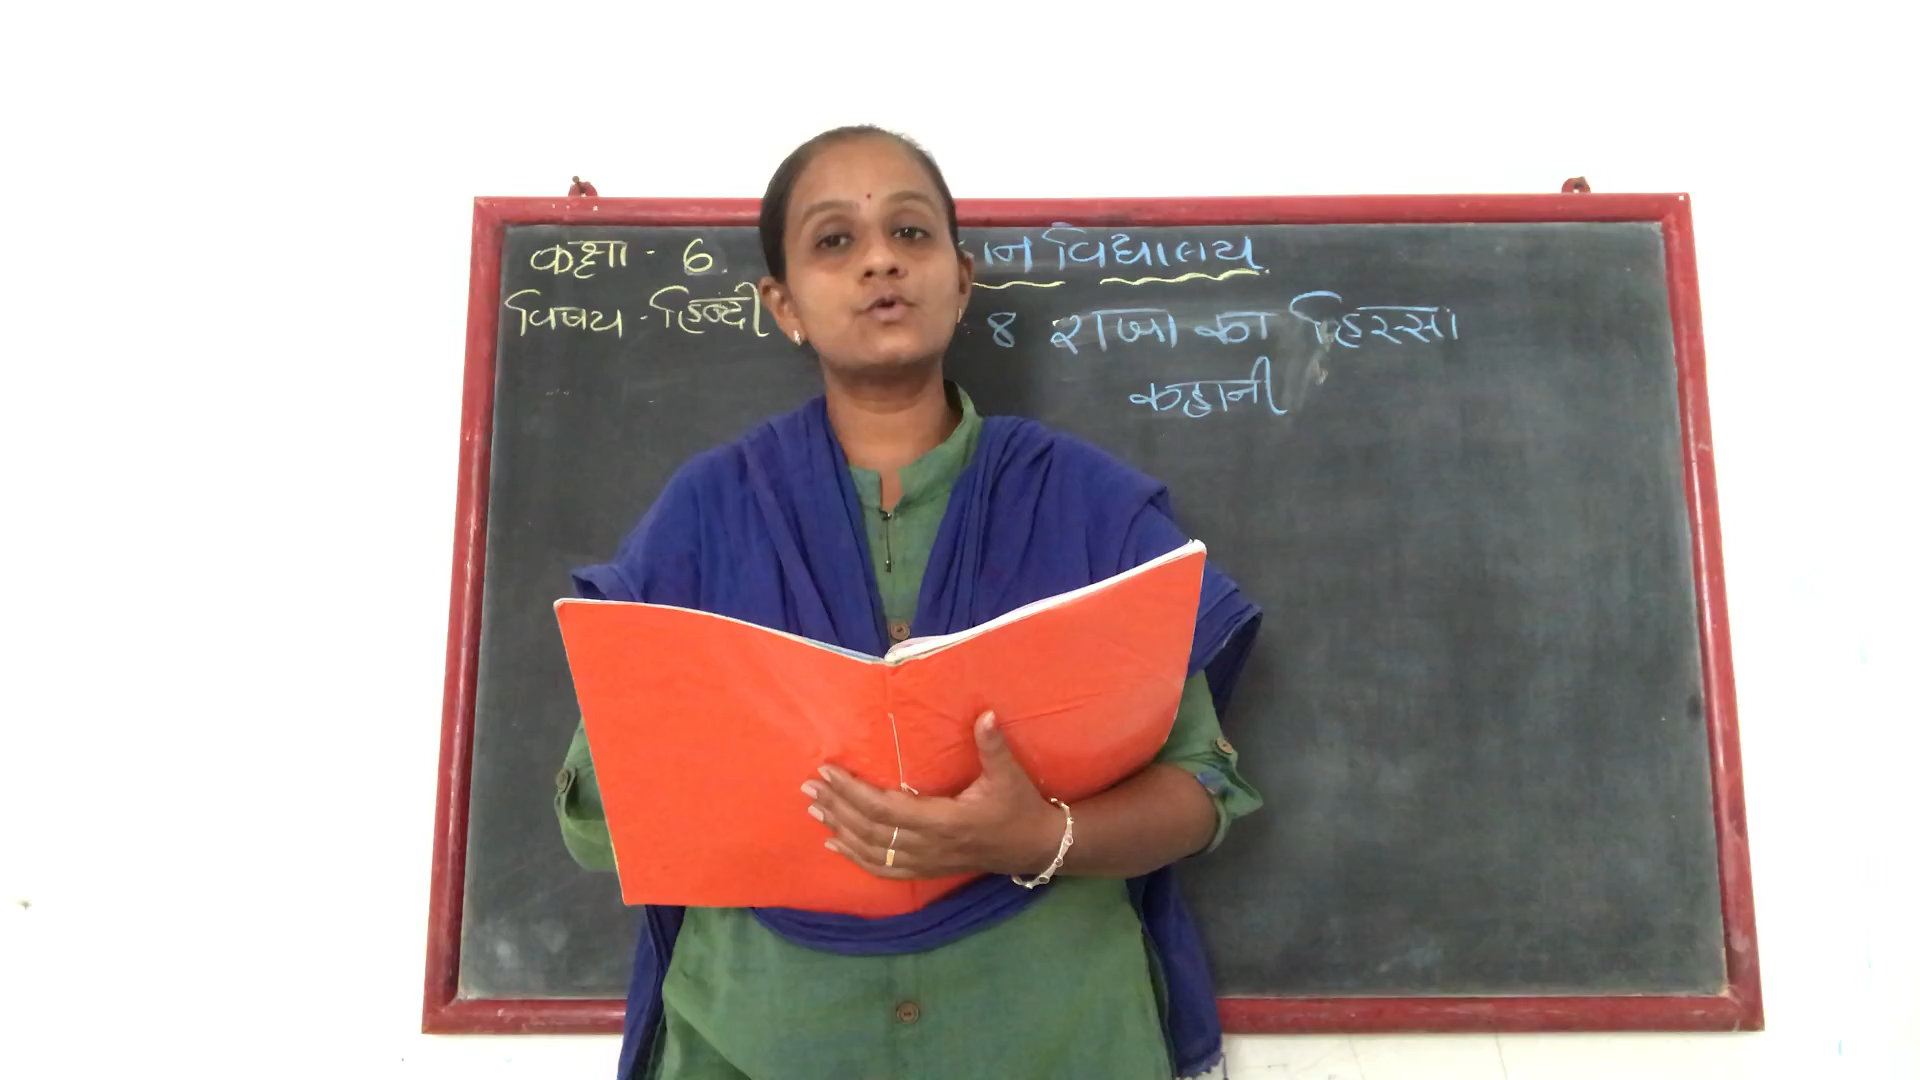 कक्षा - 6.
विद्यालय.
विषय - हिन्दी
8 राजा का हिस्सा
कहानी